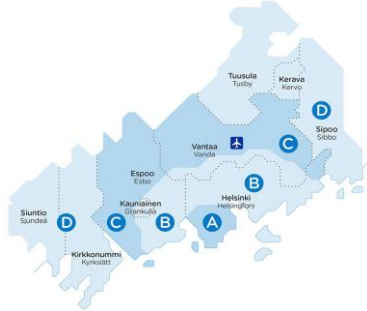 Tuusula
Tusby
Kerava
Kervo
D
Sipoo
Sibbo
Vantaa
Vanda
C
Espoo
Esbo
B
Helsinki
Helsingfors
Kauniainen
Grankulla
Siuntio
Sjundeå
D
C
B
A
Kirkkonummi
Kyrkslätt